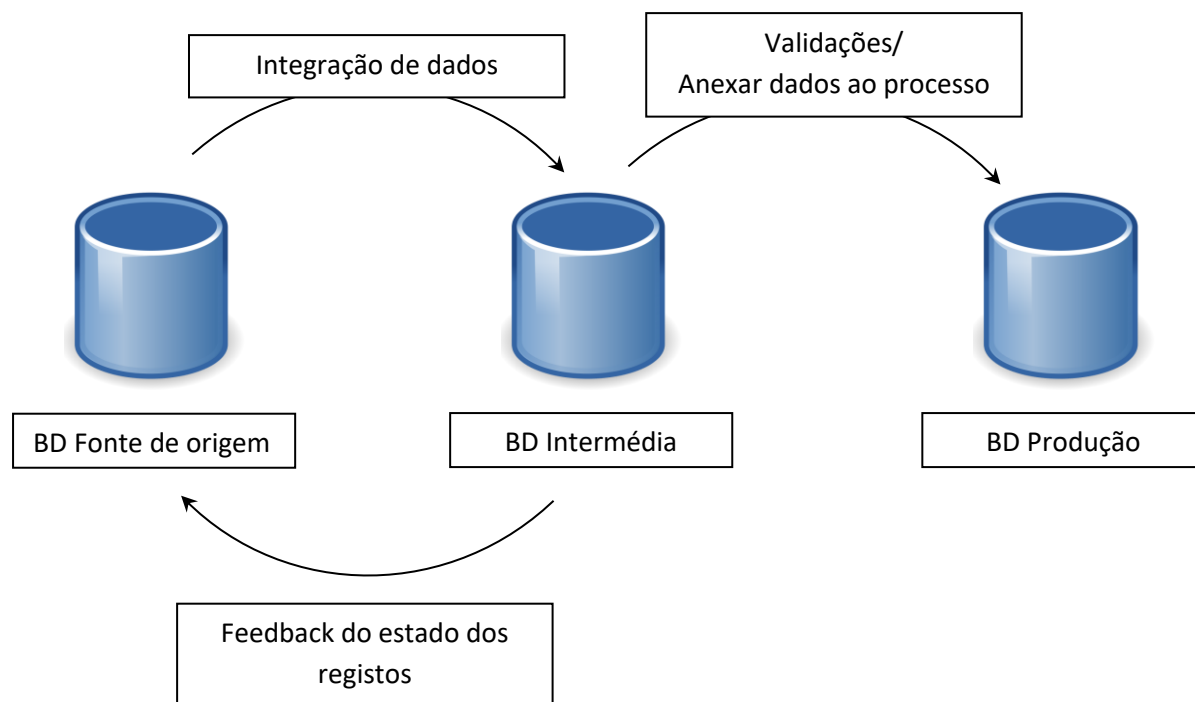 Integração de dados
Validações/
Anexar dados ao processo
BD Fonte de origem
BD Intermédia
BD Produção
Feedback do estado dos
registos